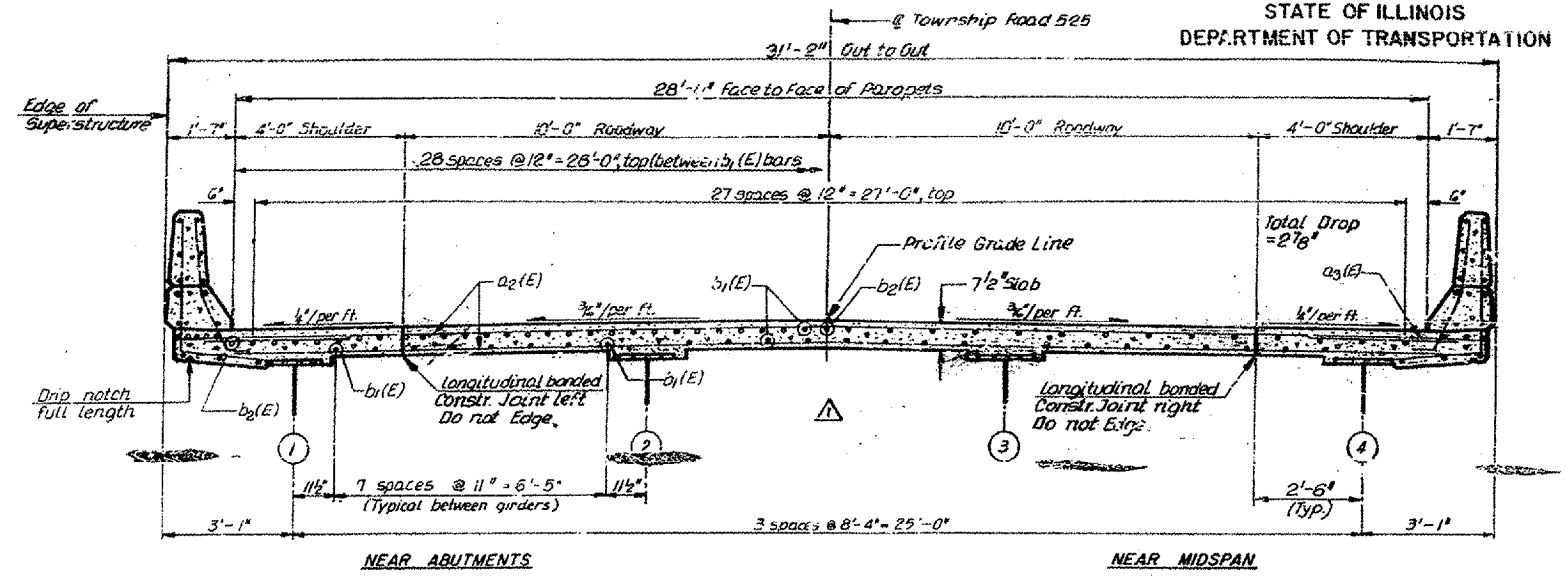 STATE OF ILLINOIS
DEPARTMENT OF TRANSPORTATION
℄ Township Road 525
31'-2" Out to Out
28'-0" Face to Face of Parapets
Edge of
Superstructure
1'-7" 4'-0" Shoulder 10'-0" Roadway 10'-0" Roadway 4'-0" Shoulder 1'-7"
28 spaces @ 12" = 28'-0", top (between b₁(E) bars
6" 27 spaces @ 12" = 27'-0", top 6"
Total Drop
= 2⅞"
Profile Grade Line
a₂(E) b₁(E) b₂(E) 7½" Slab a₃(E)
¼"/per ft. 3/16"/per ft. 3/16"/per ft. ¼"/per ft.
Drip notch
full length
b₂(E) b₁(E) b₁(E)
Longitudinal bonded
Constr. Joint left
Do not Edge.
Longitudinal bonded
Constr. Joint right
Do not Edge.
1
1 2 3 4
11½" 7 spaces @ 11" = 6'-5" 11½"
(Typical between girders)
2'-6"
(Typ.)
3'-1" 3 spaces @ 8'-4" = 25'-0" 3'-1"
NEAR ABUTMENTS NEAR MIDSPAN